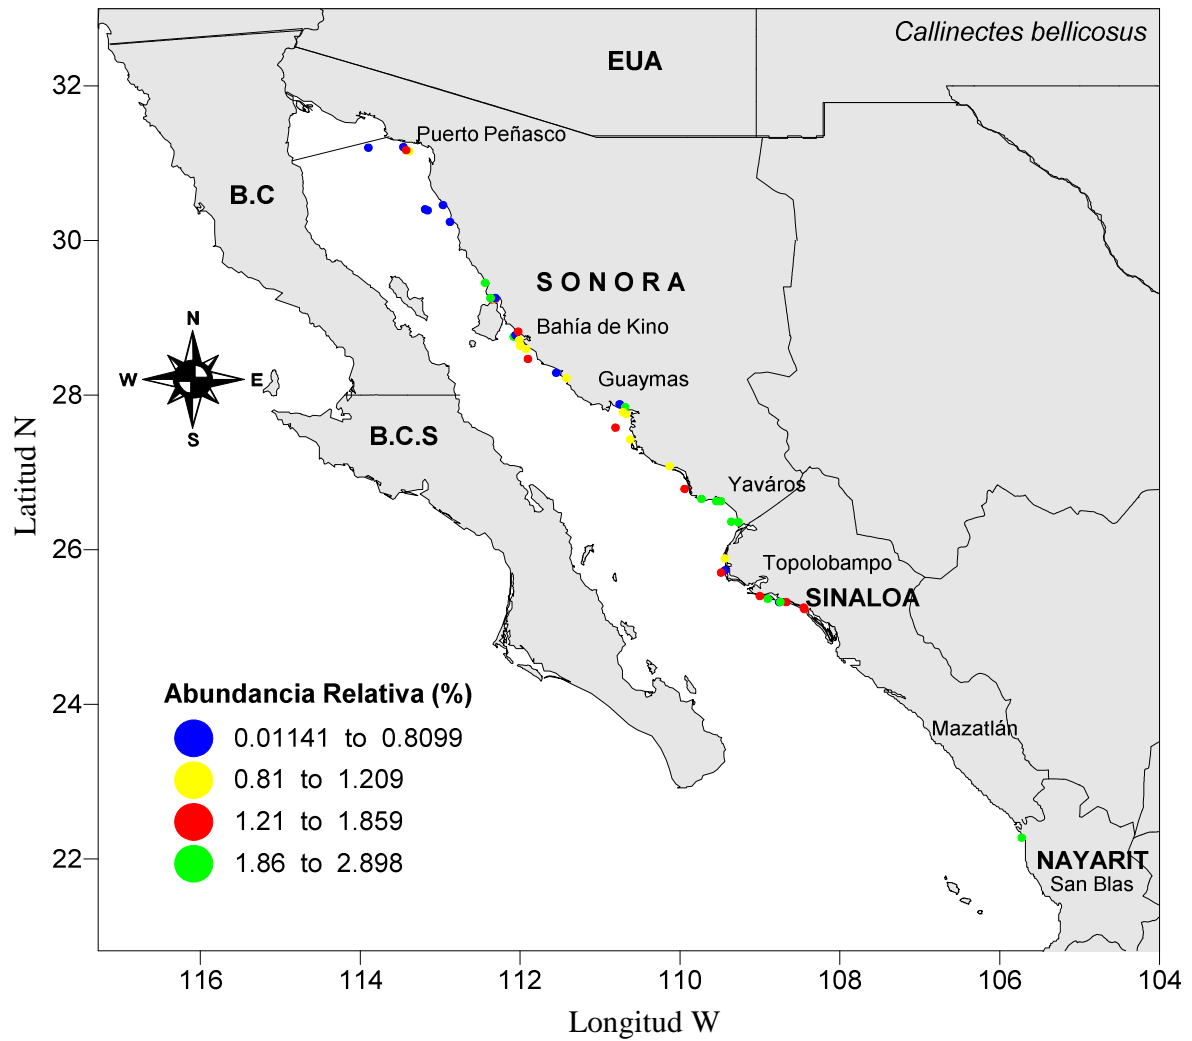 Callinectes bellicosus
EUA
32
Puerto Peñasco
B.C
30
S O N O R A
Bahía de Kino
N
W
E
S
Guaymas
28
B.C.S
Latitud N
Yaváros
26
Topolobampo
SINALOA
Abundancia Relativa (%)
24
Mazatlán
0.01141 to 0.8099
0.81 to 1.209
1.21 to 1.859
1.86 to 2.898
22
NAYARIT
San Blas
116
112
110
108
106
104
Longitud W